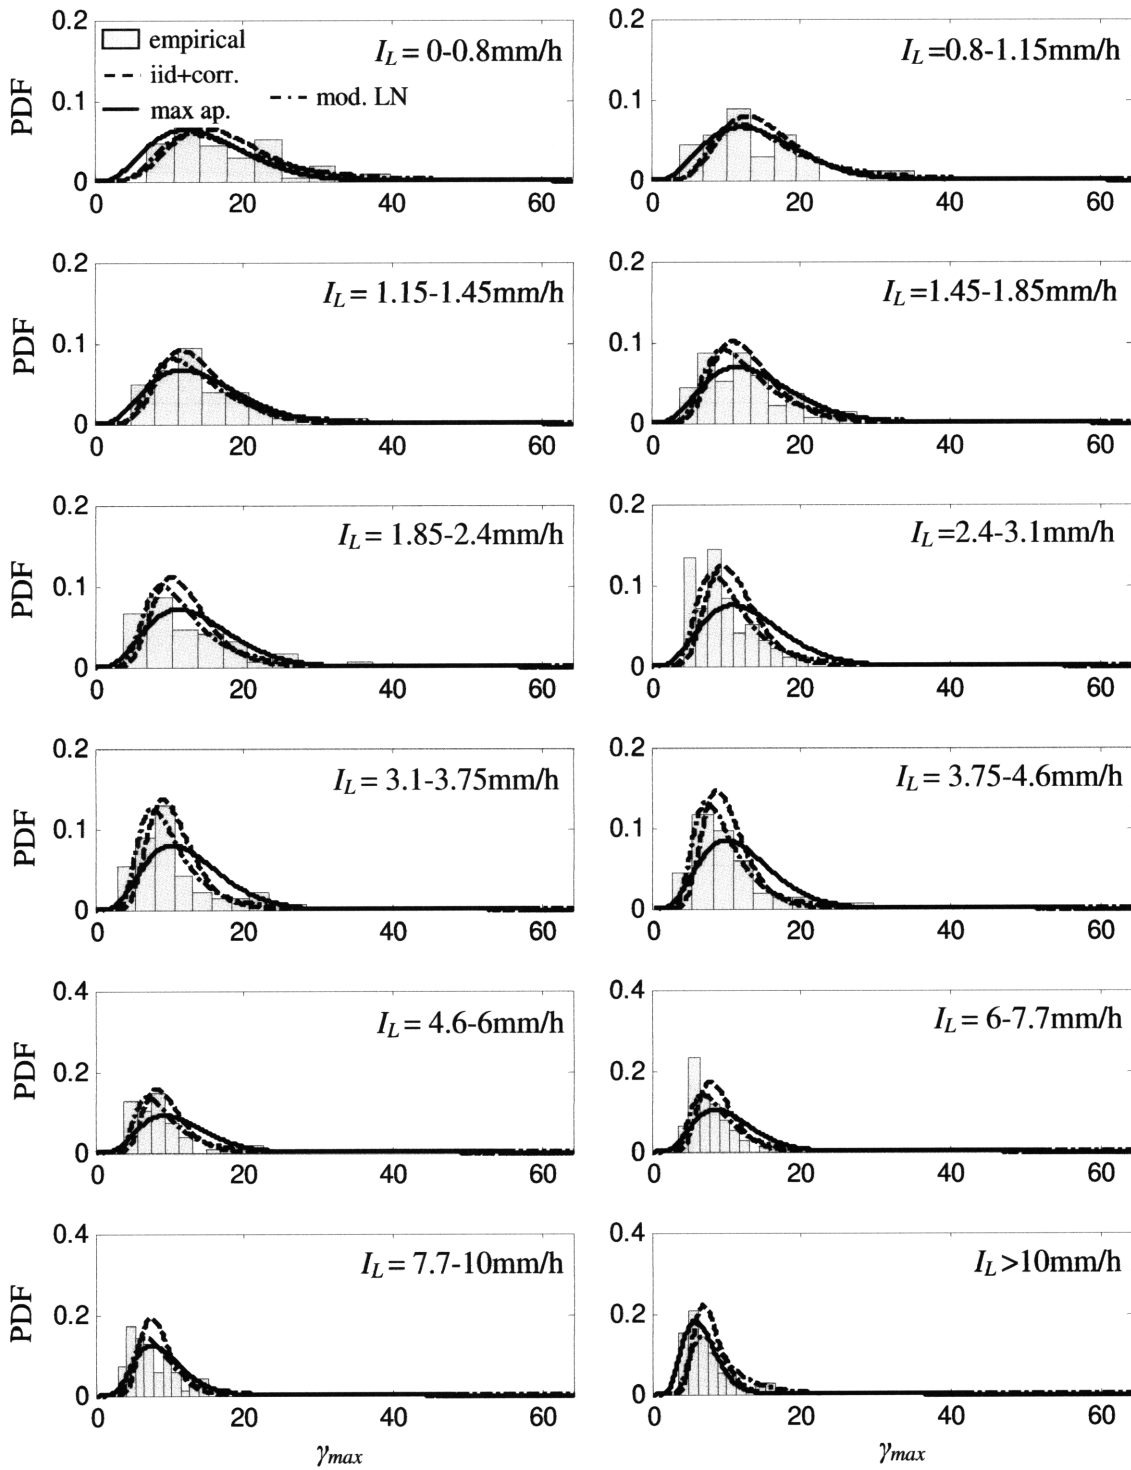 0.2
0.1
0
PDF
empirical
iid+corr.
max ap.
mod. LN
I_L = 0-0.8mm/h
0 20 40 60
0.2
0.1
0
I_L =0.8-1.15mm/h
0 20 40 60
0.2
0.1
0
PDF
I_L = 1.15-1.45mm/h
0 20 40 60
0.2
0.1
0
I_L =1.45-1.85mm/h
0 20 40 60
0.2
0.1
0
PDF
I_L = 1.85-2.4mm/h
0 20 40 60
0.2
0.1
0
I_L =2.4-3.1mm/h
0 20 40 60
0.2
0.1
0
PDF
I_L = 3.1-3.75mm/h
0 20 40 60
0.2
0.1
0
I_L = 3.75-4.6mm/h
0 20 40 60
0.4
0.2
0
PDF
I_L = 4.6-6mm/h
0 20 40 60
0.4
0.2
0
I_L = 6-7.7mm/h
0 20 40 60
0.4
0.2
0
PDF
I_L = 7.7-10mm/h
0 20 40 60
γmax
0.4
0.2
0
I_L >10mm/h
0 20 40 60
γmax